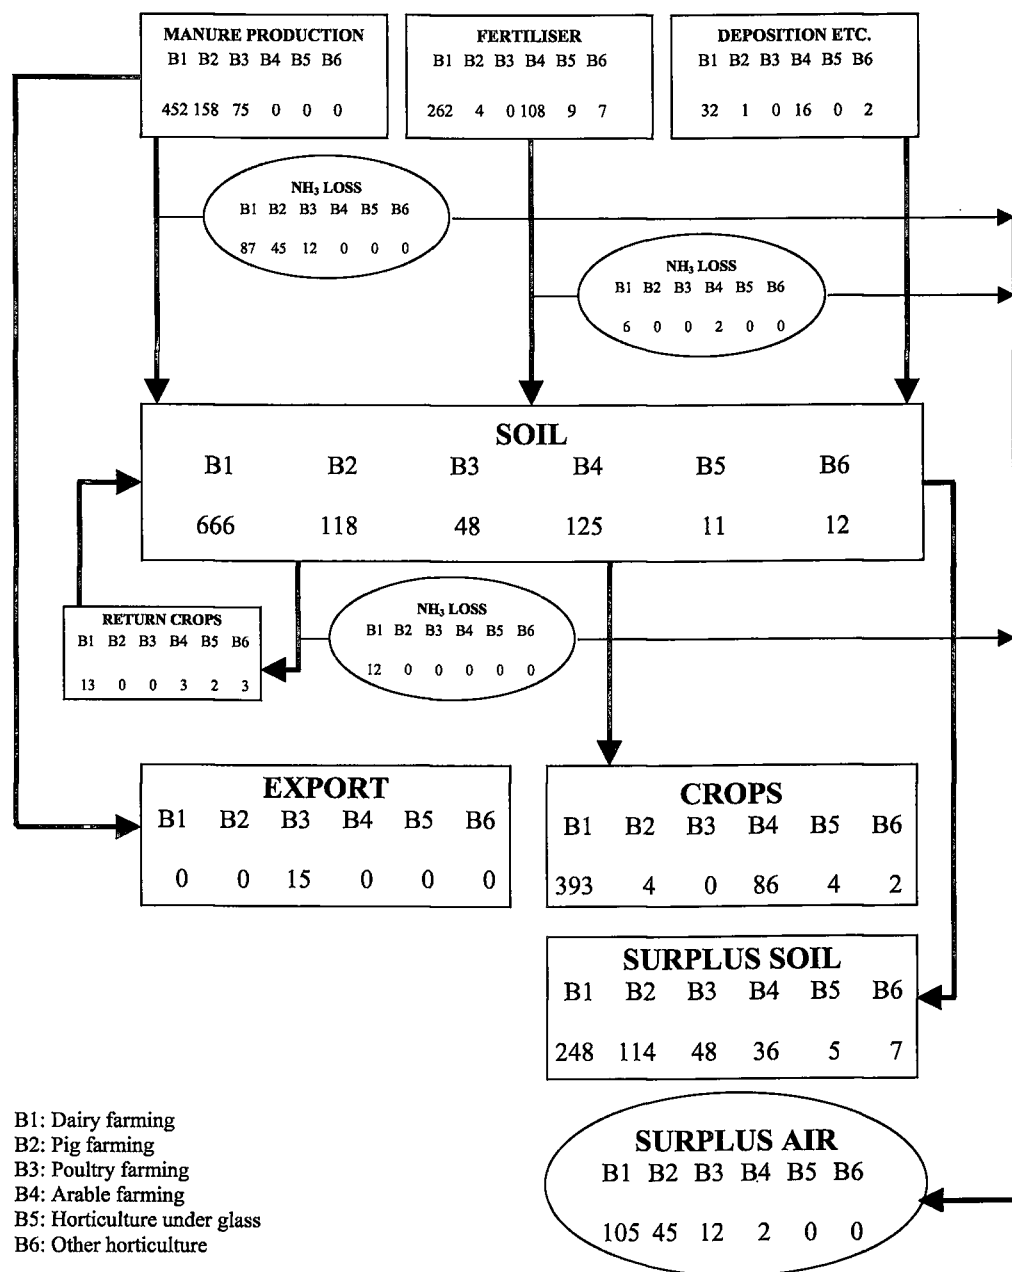 MANURE PRODUCTION
B1 B2 B3 B4 B5 B6
452 158 75 0 0 0
FERTILISER
B1 B2 B3 B4 B5 B6
262 4 0 108 9 7
DEPOSITION ETC.
B1 B2 B3 B4 B5 B6
32 1 0 16 0 2
NH₃ LOSS
B1 B2 B3 B4 B5 B6
87 45 12 0 0 0
NH₃ LOSS
B1 B2 B3 B4 B5 B6
6 0 0 2 0 0
SOIL
B1 B2 B3 B4 B5 B6
666 118 48 125 11 12
RETURN CROPS
B1 B2 B3 B4 B5 B6
13 0 0 3 2 3
NH₃ LOSS
B1 B2 B3 B4 B5 B6
12 0 0 0 0 0
EXPORT
B1 B2 B3 B4 B5 B6
0 0 15 0 0 0
CROPS
B1 B2 B3 B4 B5 B6
393 4 0 86 4 2
SURPLUS SOIL
B1 B2 B3 B4 B5 B6
248 114 48 36 5 7
SURPLUS AIR
B1 B2 B3 B4 B5 B6
105 45 12 2 0 0
B1: Dairy farming
B2: Pig farming
B3: Poultry farming
B4: Arable farming
B5: Horticulture under glass
B6: Other horticulture